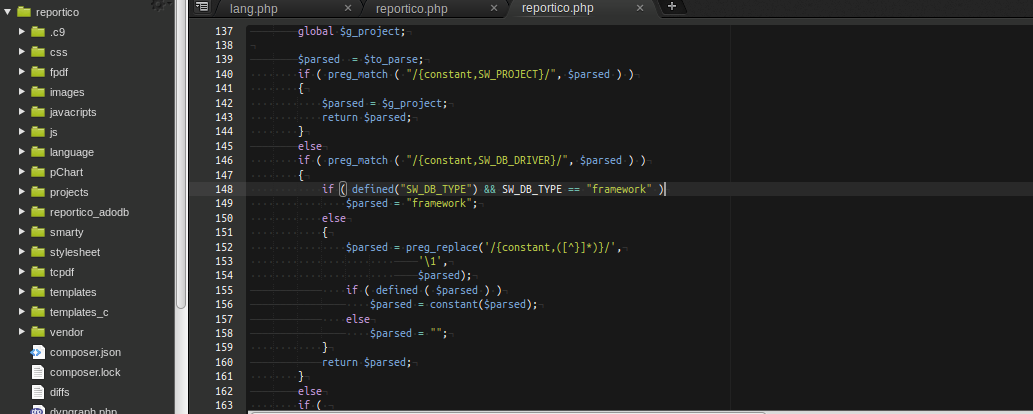 reportico
.c9
css
fpdf
images
javacripts
js
language
pChart
projects
reportico_adodb
smarty
stylesheet
tcpdf
templates
templates_c
vendor
composer.json
composer.lock
diffs
dyngraph.php
lang.php × reportico.php × reportico.php × +
137 global $g_project;
138
139 $parsed = $to_parse;
140 if ( preg_match ( "/{constant,SW_PROJECT}/", $parsed ) )
141 {
142 $parsed = $g_project;
143 return $parsed;
144 }
145 else
146 if ( preg_match ( "/{constant,SW_DB_DRIVER}/", $parsed ) )
147 {
148 if ( defined("SW_DB_TYPE") && SW_DB_TYPE == "framework" )
149 $parsed = "framework";
150 else
151 {
152 $parsed = preg_replace('/{constant,([^}]*)}/',
153 '\1',
154 $parsed);
155 if ( defined ( $parsed ) )
156 $parsed = constant($parsed);
157 else
158 $parsed = "";
159 }
160 return $parsed;
161 }
162 else
163 if (